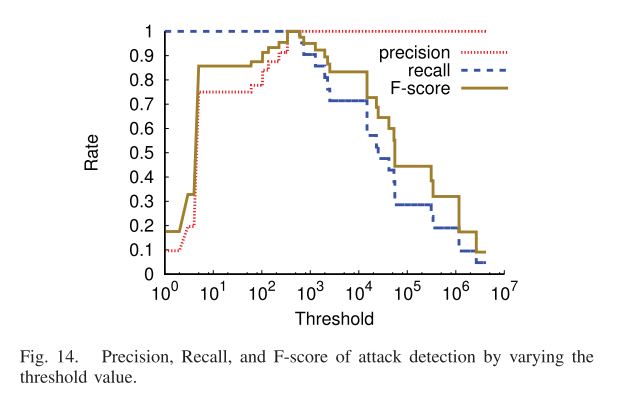 1
0.9
0.8
0.7
0.6
0.5
0.4
0.3
0.2
0.1
0
Rate
precision
recall
F-score
10^0 10^1 10^2 10^3 10^4 10^5 10^6 10^7
Threshold
Fig. 14. Precision, Recall, and F-score of attack detection by varying the
threshold value.